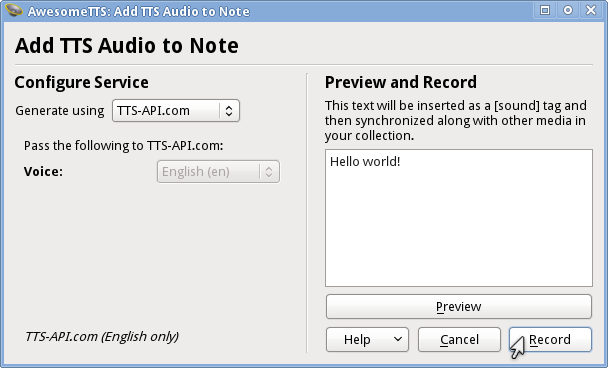 AwesomeTTS: Add TTS Audio to Note
Add TTS Audio to Note
Configure Service
Generate using TTS-API.com
Pass the following to TTS-API.com:
Voice: English (en)
TTS-API.com (English only)
Preview and Record
This text will be inserted as a [sound] tag and
then synchronized along with other media in
your collection.
Hello world!
Preview
Help Cancel Record